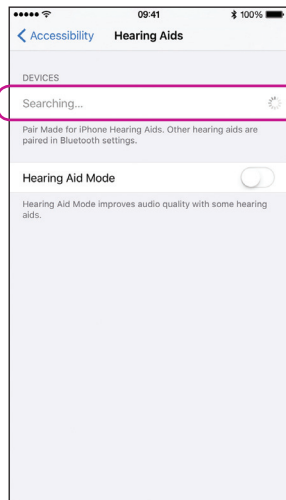 09:41 100%
Accessibility Hearing Aids
DEVICES
Searching...
Pair Made for iPhone Hearing Aids. Other hearing aids are
paired in Bluetooth settings.
Hearing Aid Mode
Hearing Aid Mode improves audio quality with some hearing
aids.